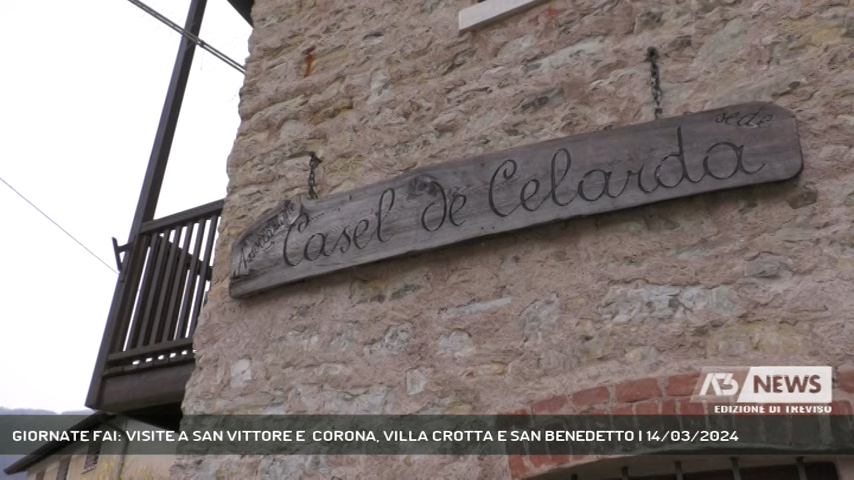 Associazione Casel de Celarda sede
A3 NEWS
EDIZIONE DI TREVISO
GIORNATE FAI: VISITE A SAN VITTORE E CORONA, VILLA CROTTA E SAN BENEDETTO | 14/03/2024